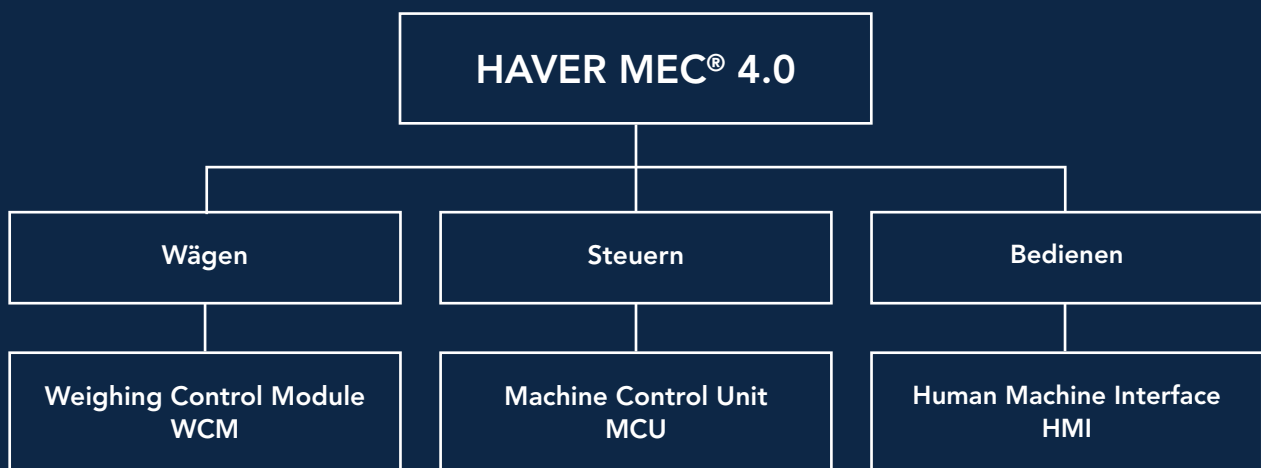 HAVER MEC® 4.0
Wägen
Steuern
Bedienen
Weighing Control Module
WCM
Machine Control Unit
MCU
Human Machine Interface
HMI